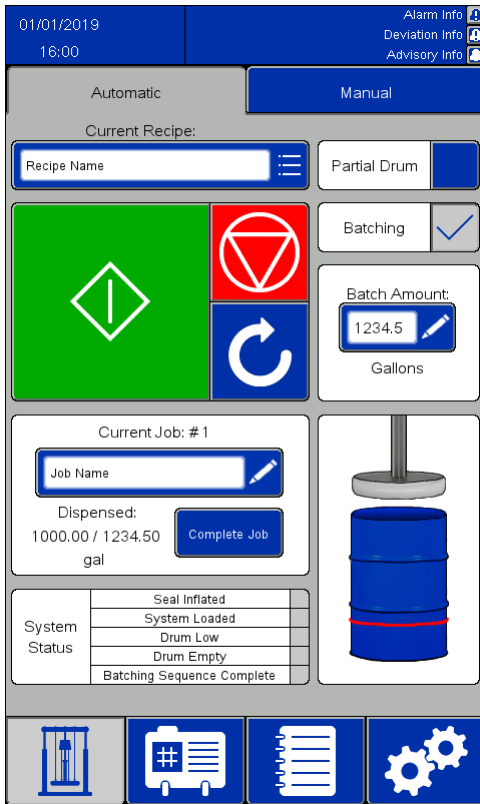 01/01/2019
16:00
Alarm Info
Deviation Info
Advisory Info
Automatic
Manual
Current Recipe:
Recipe Name
Partial Drum
Batching
Batch Amount:
1234.5
Gallons
Current Job: # 1
Job Name
Dispensed:
1000.00 / 1234.50
gal
Complete Job
System
Status
Seal Inflated
System Loaded
Drum Low
Drum Empty
Batching Sequence Complete
#